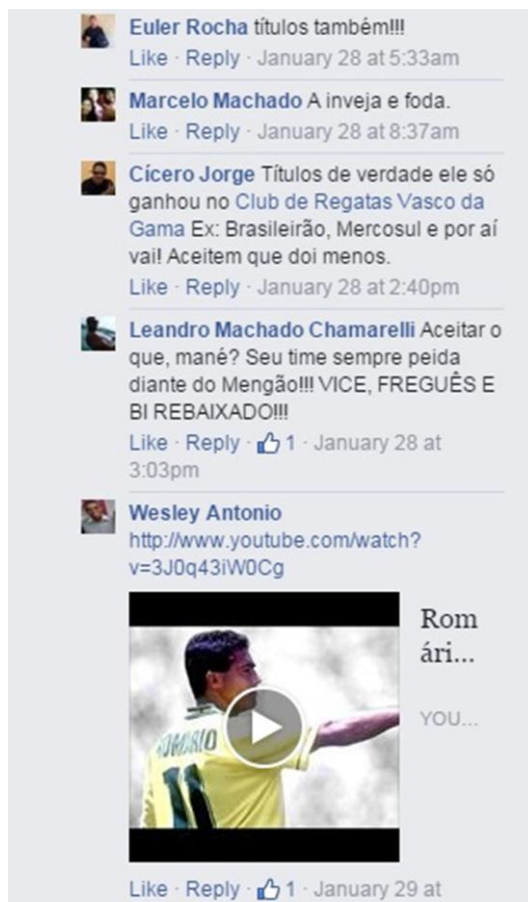 Euler Rocha títulos também!!!
Like · Reply · January 28 at 5:33am
Marcelo Machado A inveja e foda.
Like · Reply · January 28 at 8:37am
Cícero Jorge Títulos de verdade ele só
ganhou no Club de Regatas Vasco da
Gama Ex: Brasileirão, Mercosul e por aí
vai! Aceitem que doi menos.
Like · Reply · January 28 at 2:40pm
Leandro Machado Chamarelli Aceitar o
que, mané? Seu time sempre peida
diante do Mengão!!! VICE, FREGUÊS E
BI REBAIXADO!!!
Like · Reply · 1 · January 28 at
3:03pm
Wesley Antonio
http://www.youtube.com/watch?
v=3J0q43iW0Cg
Rom
ári...
YOU...
ROMÁRIO
11
Like · Reply · 1 · January 29 at